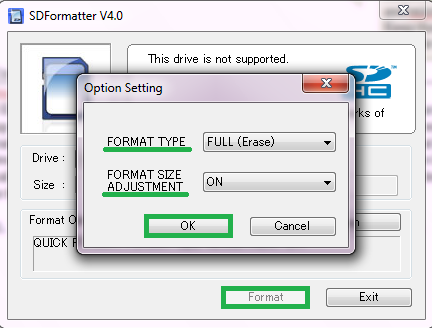 SDFormatter V4.0
This drive is not supported.
Option Setting
FORMAT TYPE
FULL (Erase)
FORMAT SIZE
ADJUSTMENT
ON
OK
Cancel
Drive :
Size :
Format O
QUICK
Format
Exit
HC
ks of